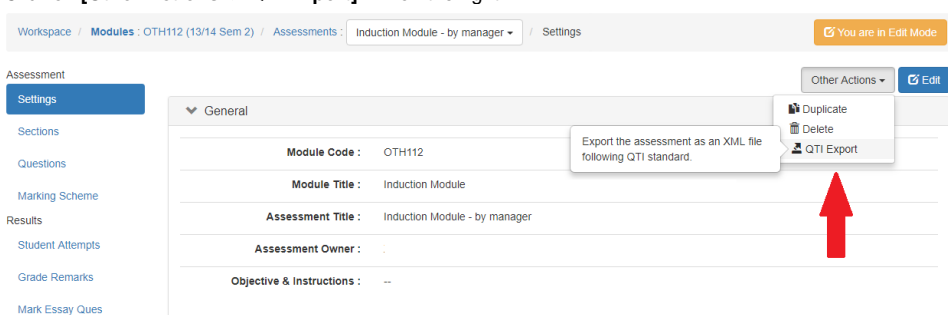 Workspace / Modules : OTH112 (13/14 Sem 2) / Assessments : Induction Module - by manager / Settings
You are in Edit Mode
Assessment
Other Actions
Edit
Settings
General
Duplicate
Delete
QTI Export
Export the assessment as an XML file
following QTI standard.
Sections
Module Code : OTH112
Questions
Module Title : Induction Module
Marking Scheme
Assessment Title : Induction Module - by manager
Results
Student Attempts
Assessment Owner : .
Grade Remarks
Objective & Instructions : --
Mark Essay Ques